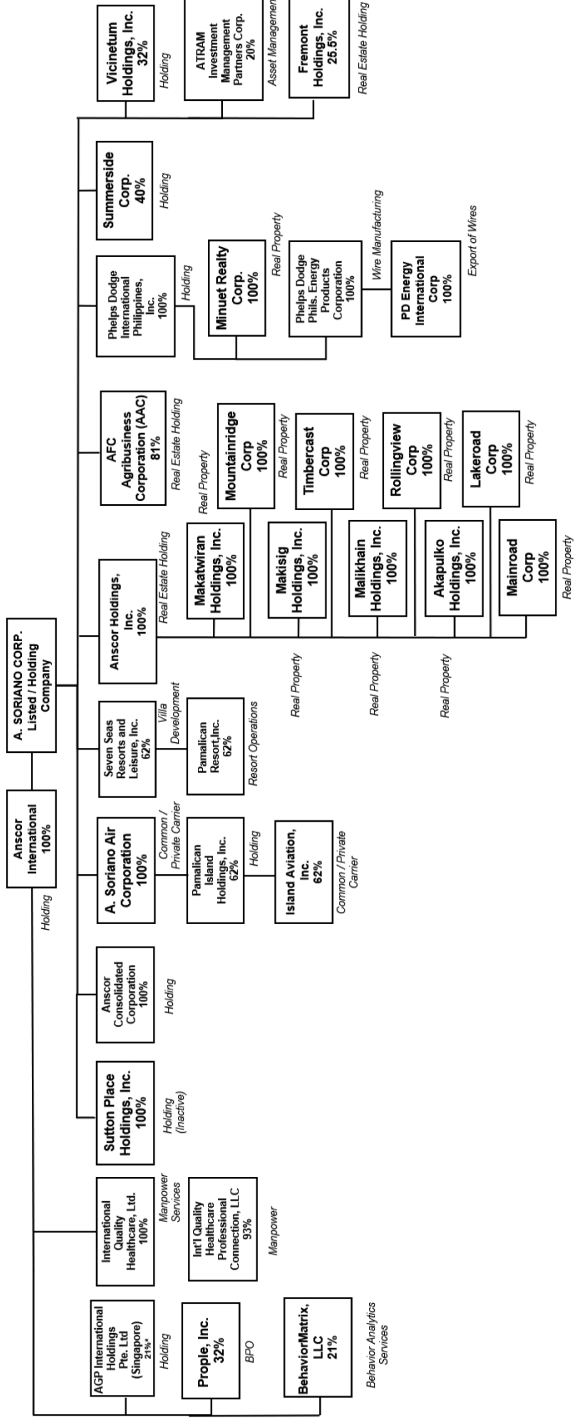 A. SORIANO CORP.
Listed / Holding
Company
Anscor
International
100%
Holding
AGP International
Holdings
Pte. Ltd
(Singapore)
21%*
Holding
Prople, Inc.
32%
BPO
BehaviorMatrix,
LLC
21%
Behavior Analytics
Services
International
Quality
Healthcare, Ltd.
100%
Manpower
Services
Int'l Quality
Healthcare
Professional
Connection, LLC
93%
Manpower
Sutton Place
Holdings, Inc.
100%
Holding
(Inactive)
Anscor
Consolidated
Corporation
100%
Holding
A. Soriano Air
Corporation
100%
Common /
Private Carrier
Pamalican
Island
Holdings, Inc.
62%
Holding
Island Aviation,
Inc.
62%
Common / Private
Carrier
Seven Seas
Resorts and
Leisure, Inc.
62%
Villa
Development
Pamalican
Resort,Inc.
62%
Resort Operations
Anscor Holdings,
Inc.
100%
Real Estate Holding
Makatwiran
Holdings, Inc.
100%
Real Property
Mountainridge
Corp
100%
Real Property
Makisig
Holdings, Inc.
100%
Real Property
Timbercast
Corp
100%
Real Property
Malikhain
Holdings, Inc.
100%
Real Property
Rollingview
Corp
100%
Real Property
Akapulko
Holdings, Inc.
100%
Real Property
Lakeroad
Corp
100%
Real Property
Mainroad
Corp
100%
Real Property
AFC
Agribusiness
Corporation (AAC)
81%
Real Estate Holding
Phelps Dodge
International
Philippines,
Inc.
100%
Holding
Minuet Realty
Corp.
100%
Real Property
Phelps Dodge
Phils. Energy
Products
Corporation
100%
Wire Manufacturing
PD Energy
International
Corp
100%
Export of Wires
Summerside
Corp.
40%
Holding
Vicinetum
Holdings, Inc.
32%
Holding
ATRAM
Investment
Management
Partners Corp.
20%
Asset Management
Fremont
Holdings, Inc.
25.5%
Real Estate Holding